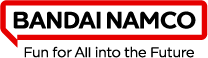 BANDAI NAMCO
Fun for All into the Future